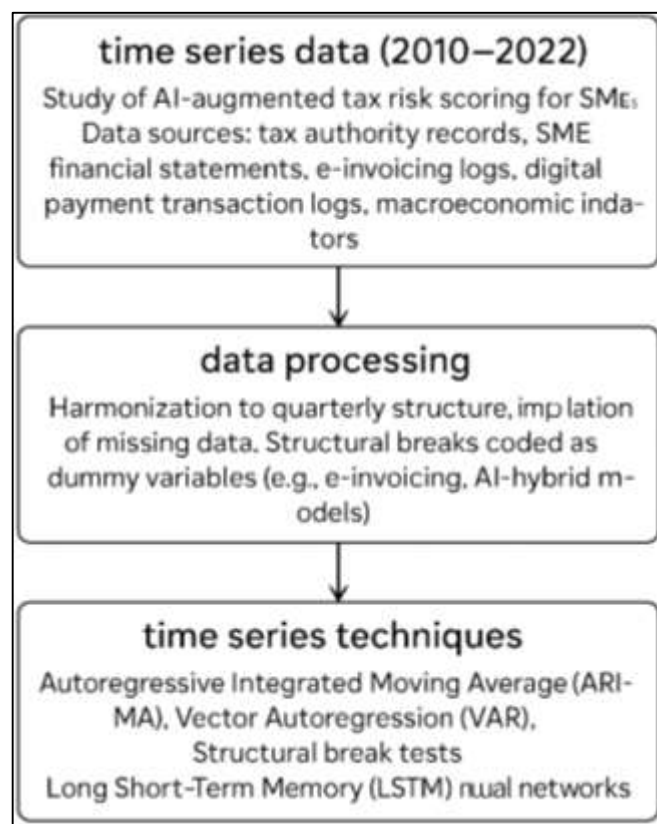 time series data (2010–2022)
Study of AI-augmented tax risk scoring for SMEs
Data sources: tax authority records, SME
financial statements, e-invoicing logs, digital
payment transaction logs, macroeconomic inda-
tors
data processing
Harmonization to quarterly structure, imp lation
of missing data. Structural breaks coded as
dummy variables (e.g., e-invoicing, AI-hybrid m-
odels)
time series techniques
Autoregressive Integrated Moving Average (ARI-
MA), Vector Autoregression (VAR),
Structural break tests
Long Short-Term Memory (LSTM) nual networks